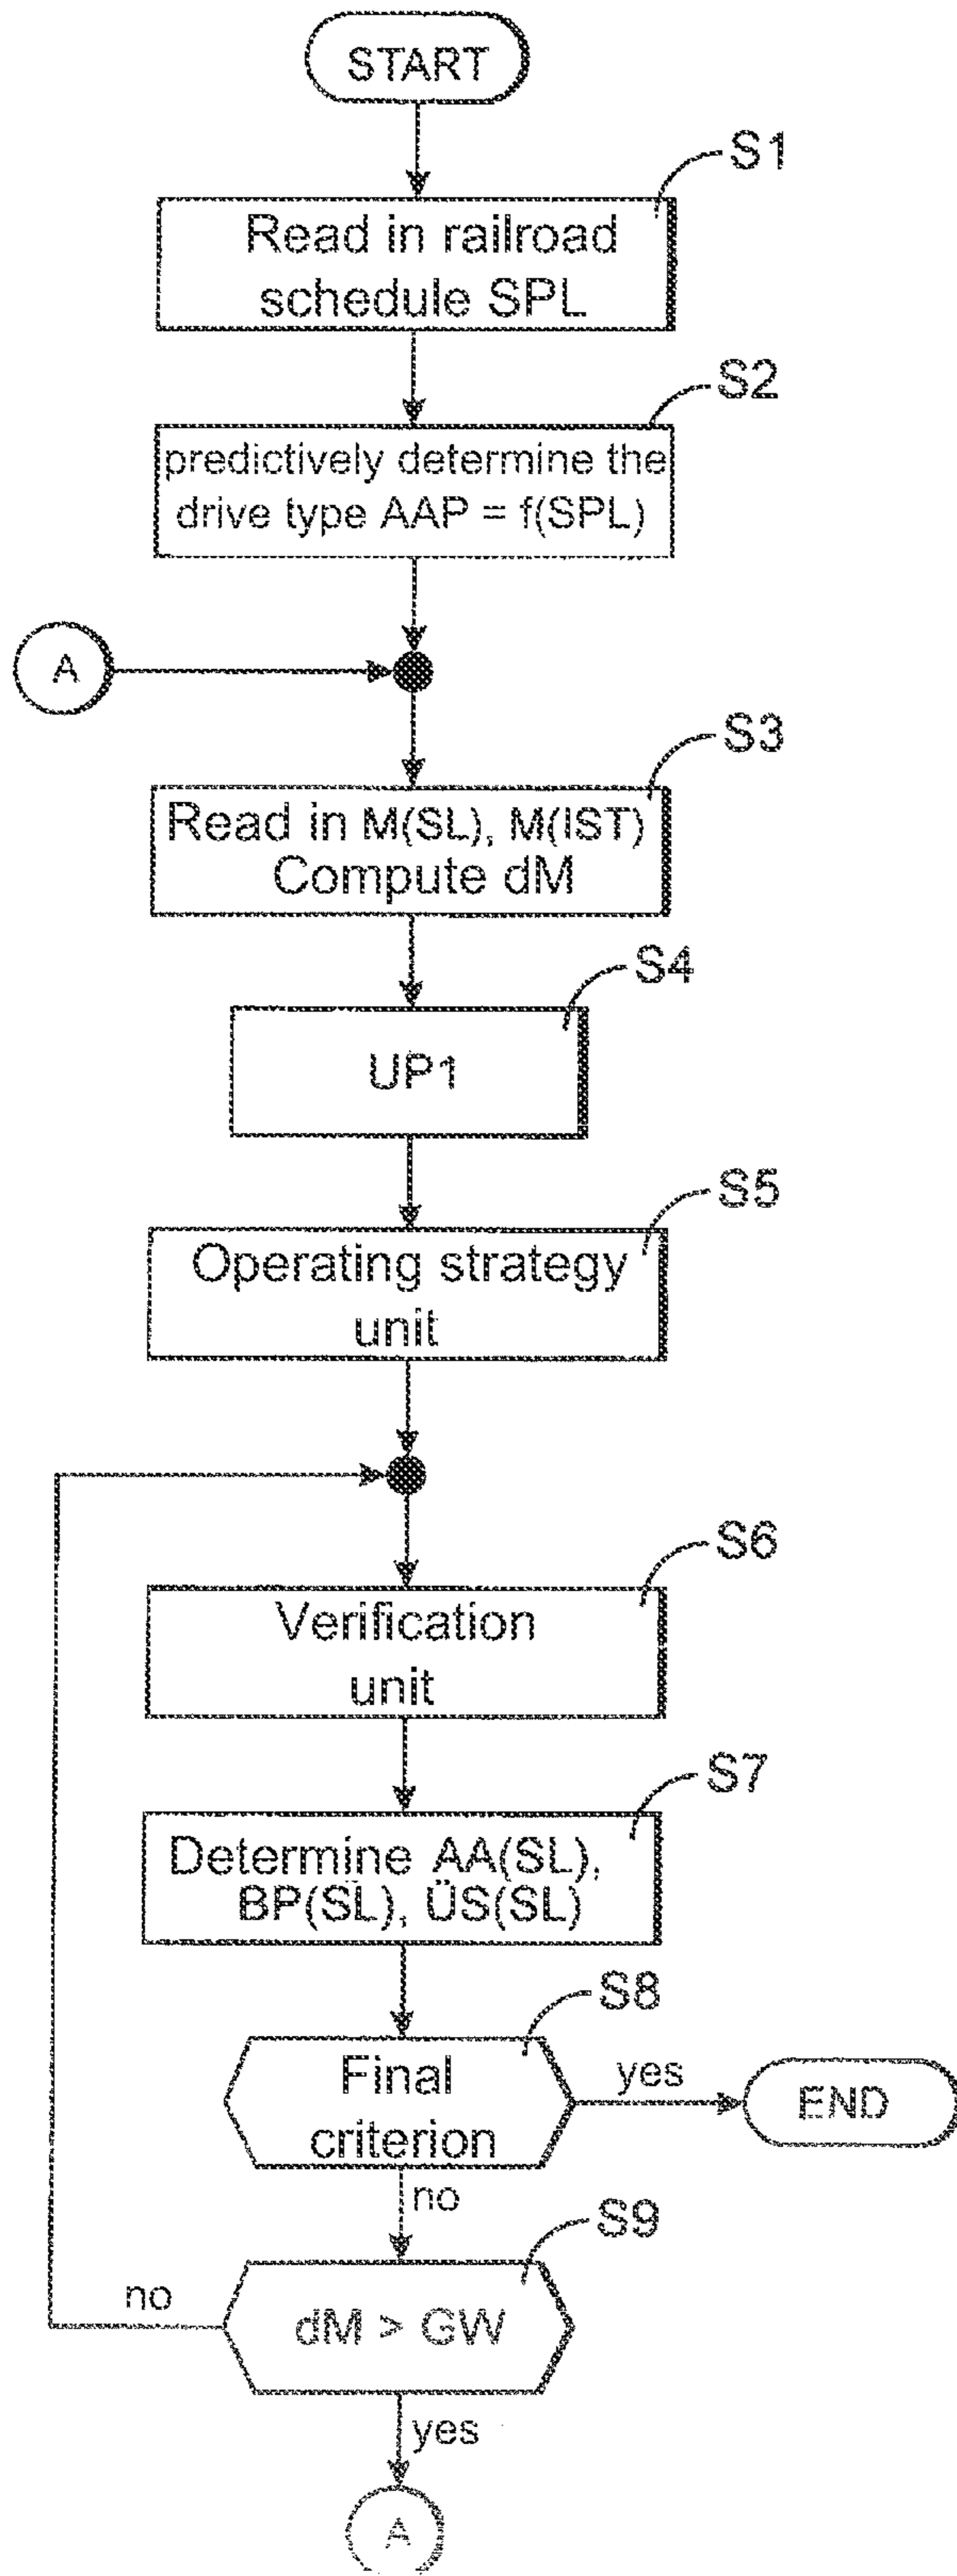 START
S1
Read in railroad
schedule SPL
S2
predictively determine the
drive type AAP = f(SPL)
A
S3
Read in M(SL), M(IST)
Compute dM
S4
UP1
S5
Operating strategy
unit
S6
Verification
unit
S7
Determine AA(SL),
BP(SL), ÜS(SL)
S8
Final
criterion
yes
END
no
S9
dM > GW
no
yes
A